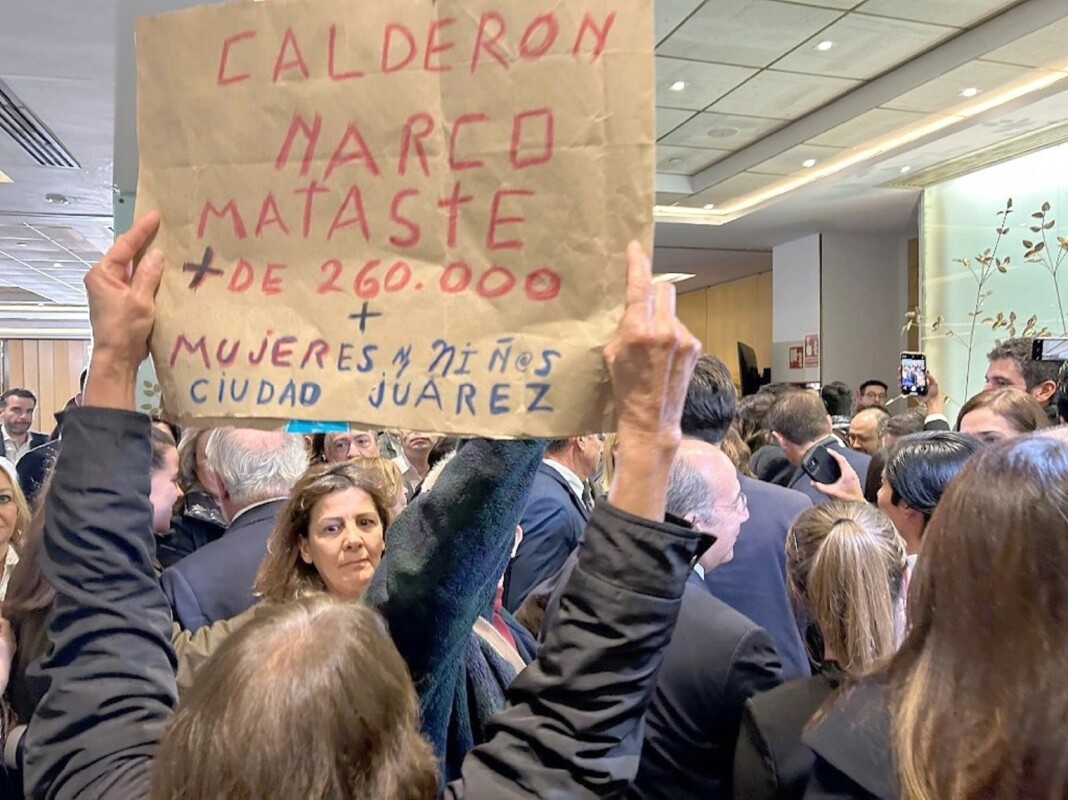 CALDERON
NARCO
MATASTE
+ DE 260.000
+
MUJERES Y NIÑ@S
CIUDAD JUÁREZ